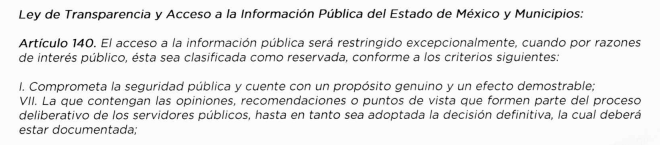 Ley de Transparencia y Acceso a la Información Pública del Estado de México y Municipios:
Artículo 140. El acceso a la información pública será restringido excepcionalmente, cuando por razones
de interés público, ésta sea clasificada como reservada, conforme a los criterios siguientes:
I. Comprometa la seguridad pública y cuente con un propósito genuino y un efecto demostrable;
VII. La que contengan las opiniones, recomendaciones o puntos de vista que formen parte del proceso
deliberativo de los servidores públicos, hasta en tanto sea adoptada la decisión definitiva, la cual deberá
estar documentada;